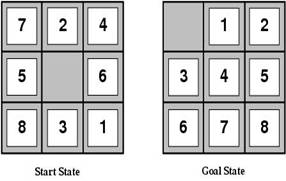 7 2 4
5 6
8 3 1
Start State
1 2
3 4 5
6 7 8
Goal State